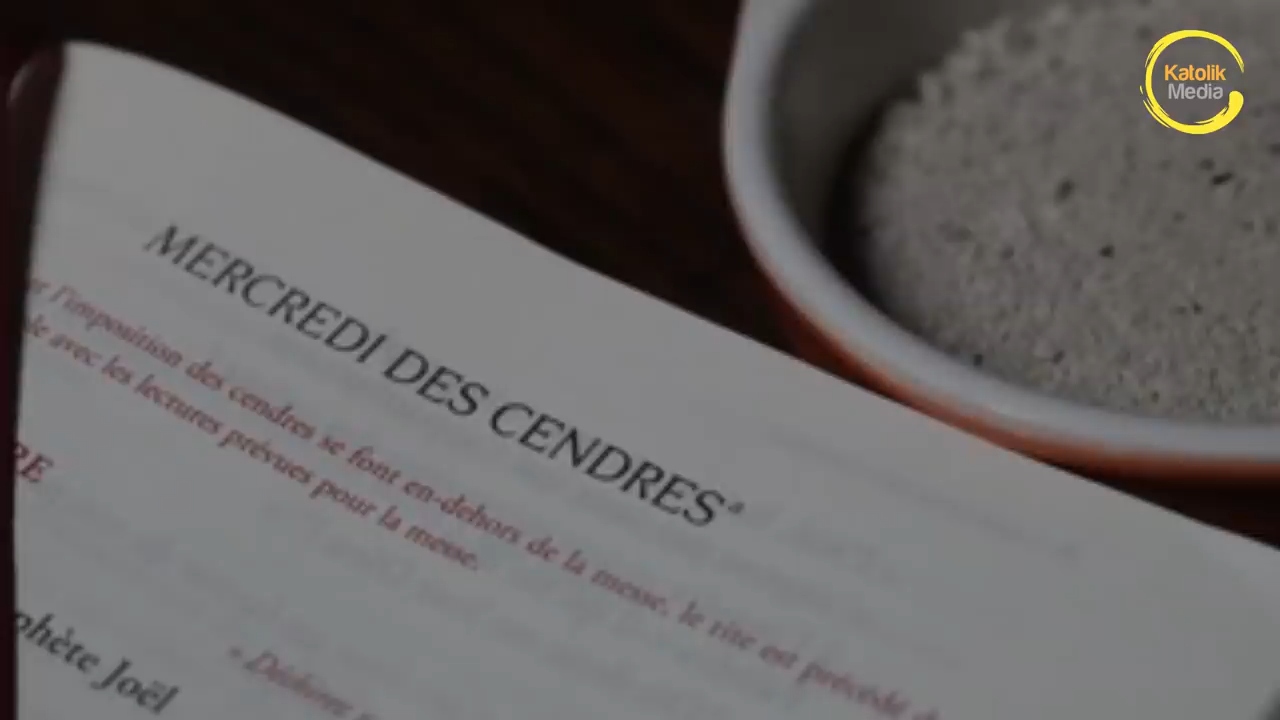 Katolik
Media
MERCREDI DES CENDRES a
l'imposition des cendres se font en-dehors de la messe, le rite est précédé
avec les lectures prévues pour la messe.
RE
phète Joël
« Déchirez